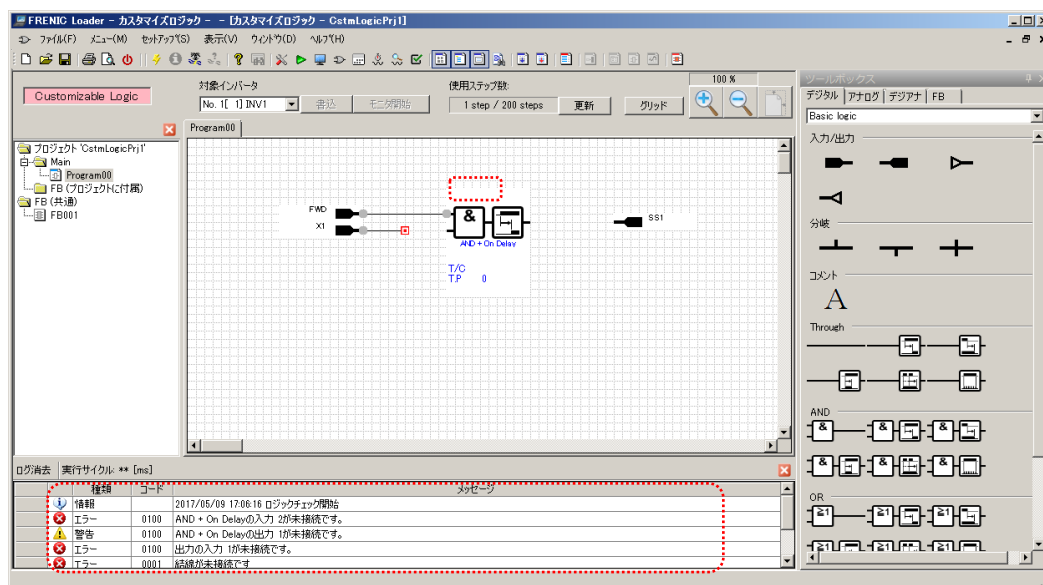 FRENIC Loader - カスタマイズロジック - - [カスタマイズロジック - CstmLogicPrj1]
ファイル(F) メニュー(M) セットアップ(S) 表示(V) ウィンドウ(D) ヘルプ(H)
Customizable Logic
対象インバータ
No. 1[ 1] INV1
書込
モニタ開始
使用ステップ数:
1 step / 200 steps
更新
グリッド
100 %
プロジェクト 'CstmLogicPrj1'
Main
Program00
FB (プロジェクトに付属)
FB (共通)
FB001
Program00
FWD
X1
&
AND + On Delay
T/C
T.P 0
SS1
ツールボックス
デジタル アナログ デジアナ FB
Basic logic
入力/出力
分岐
コメント
A
Through
AND
& & &
& & &
OR
≧1 ≧1 ≧1
≧1 ≧1 ≧1
ログ消去 実行サイクル: ** [ms]
種類 コード メッセージ
情報 2017/05/09 17:06:16 ロジックチェック開始
エラー 0100 AND + On Delayの入力 2が未接続です。
警告 0100 AND + On Delayの出力 1が未接続です。
エラー 0100 出力の入力 1が未接続です。
エラー 0001 結線が未接続です